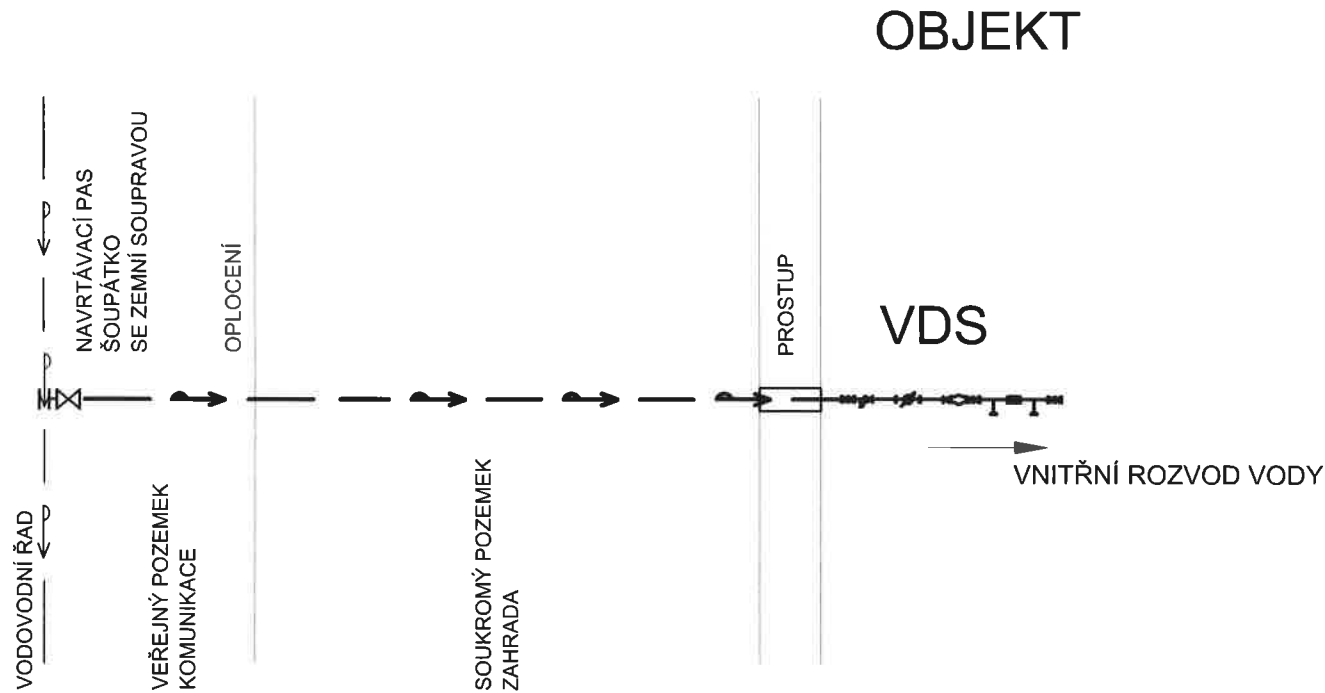 OBJEKT
NAVRTÁVACÍ PAS
ŠOUPÁTKO
SE ZEMNÍ SOUPRAVOU
OPLOCENÍ
PROSTUP
VDS
VNITŘNÍ ROZVOD VODY
VODOVODNÍ ŘAD
VEŘEJNÝ POZEMEK
KOMUNIKACE
SOUKROMÝ POZEMEK
ZAHRADA